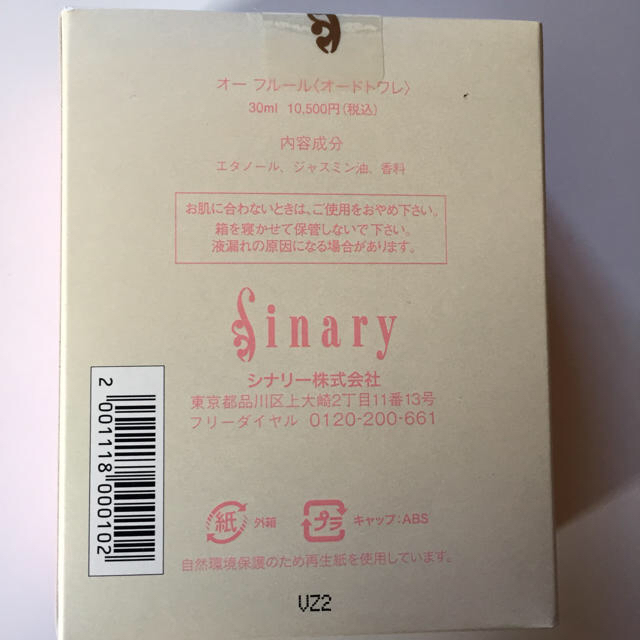 オー フルール〈オードトワレ〉
30ml 10,500円(税込)
内容成分
エタノール、ジャスミン油、香料
お肌に合わないときは、ご使用をおやめ下さい。
箱を寝かせて保管しないで下さい。
液漏れの原因になる場合があります。
Sinary
シナリー株式会社
東京都品川区上大崎2丁目11番13号
フリーダイヤル 0120-200-661
2001118000102
紙 外箱 プラ キャップ:ABS
自然環境保護のため再生紙を使用しています。
VZ2